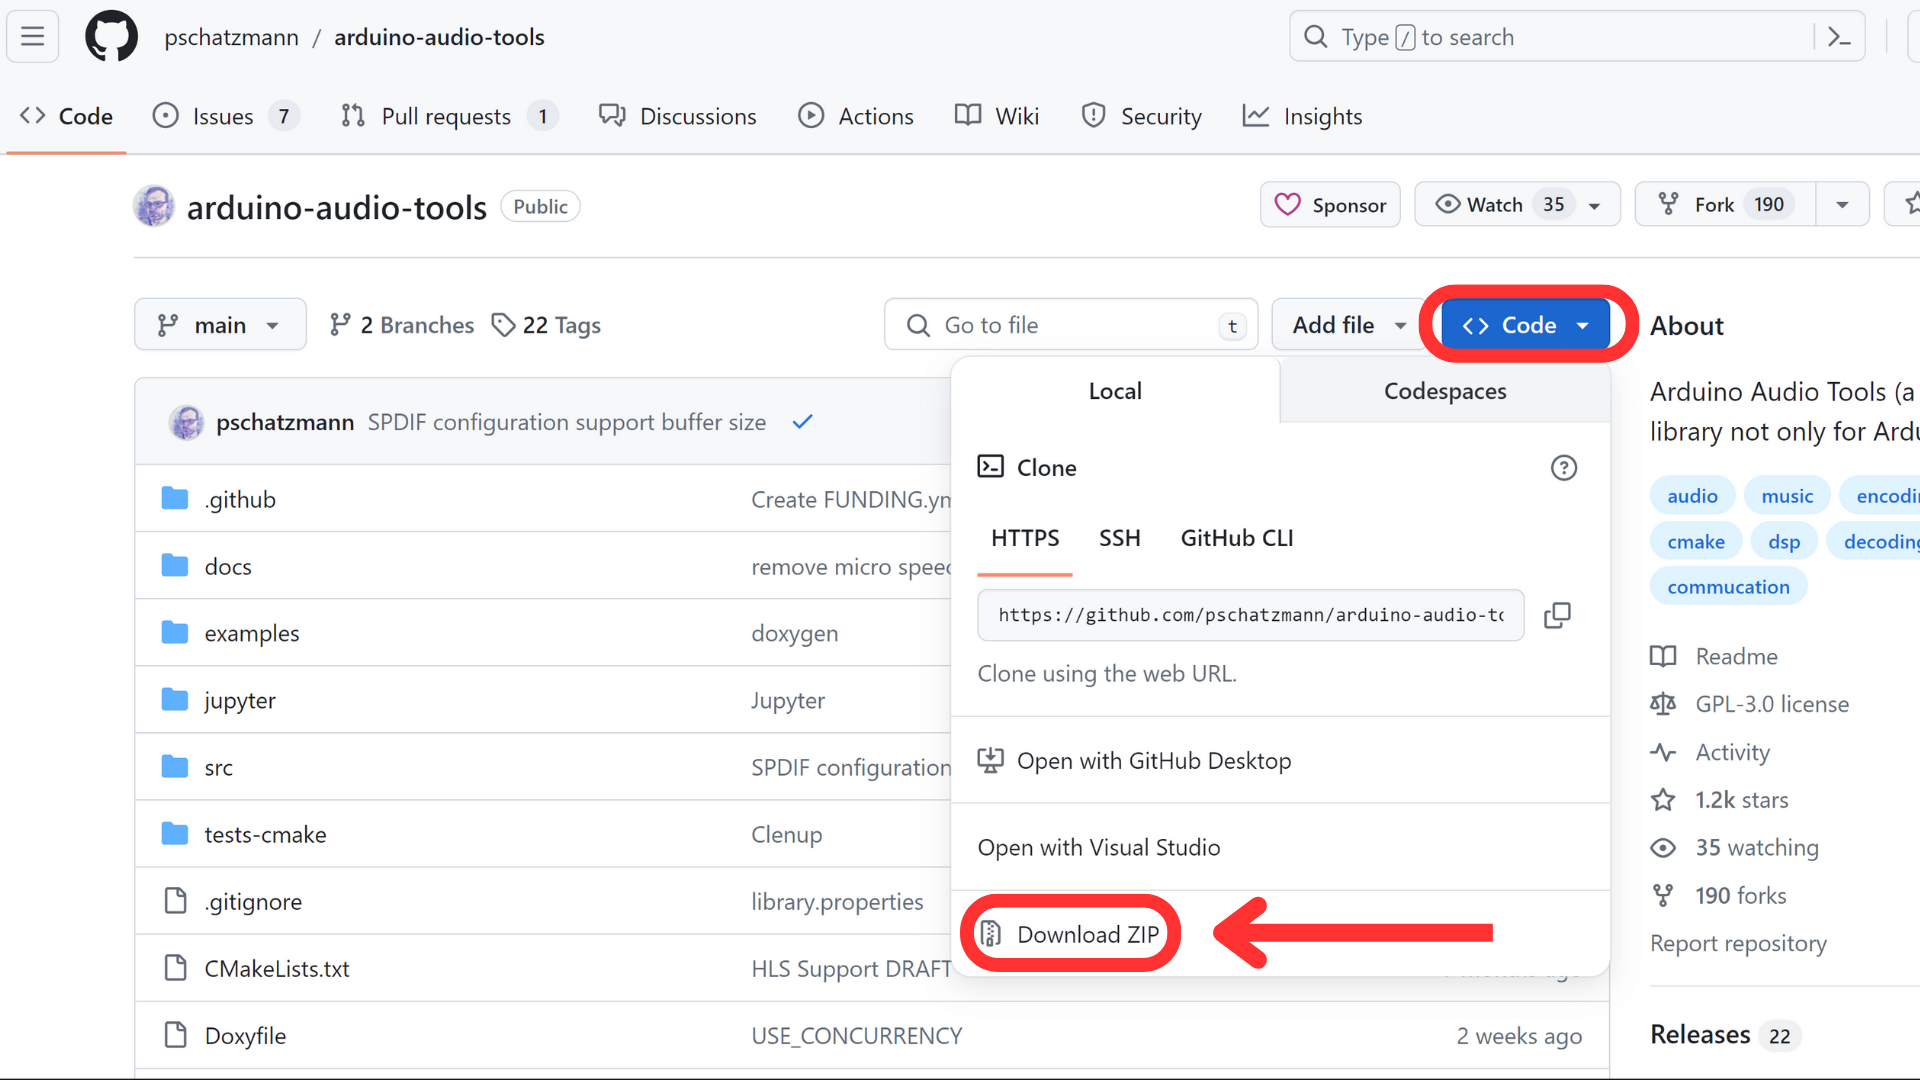 pschatzmann / arduino-audio-tools
Type / to search
Code
Issues 7
Pull requests 1
Discussions
Actions
Wiki
Security
Insights
arduino-audio-tools Public
Sponsor
Watch 35
Fork 190
main
2 Branches
22 Tags
Go to file t
Add file
Code
pschatzmann SPDIF configuration support buffer size
.github Create FUNDING.ym
docs remove micro speec
examples doxygen
jupyter Jupyter
src SPDIF configuration
tests-cmake Clenup
.gitignore library.properties
CMakeLists.txt HLS Support DRAFT
Doxyfile USE_CONCURRENCY 2 weeks ago
Local Codespaces
Clone
HTTPS SSH GitHub CLI
https://github.com/pschatzmann/arduino-audio-to
Clone using the web URL.
Open with GitHub Desktop
Open with Visual Studio
Download ZIP
About
Arduino Audio Tools (a
library not only for Ardu
audio music encodin
cmake dsp decoding
commucation
Readme
GPL-3.0 license
Activity
1.2k stars
35 watching
190 forks
Report repository
Releases 22